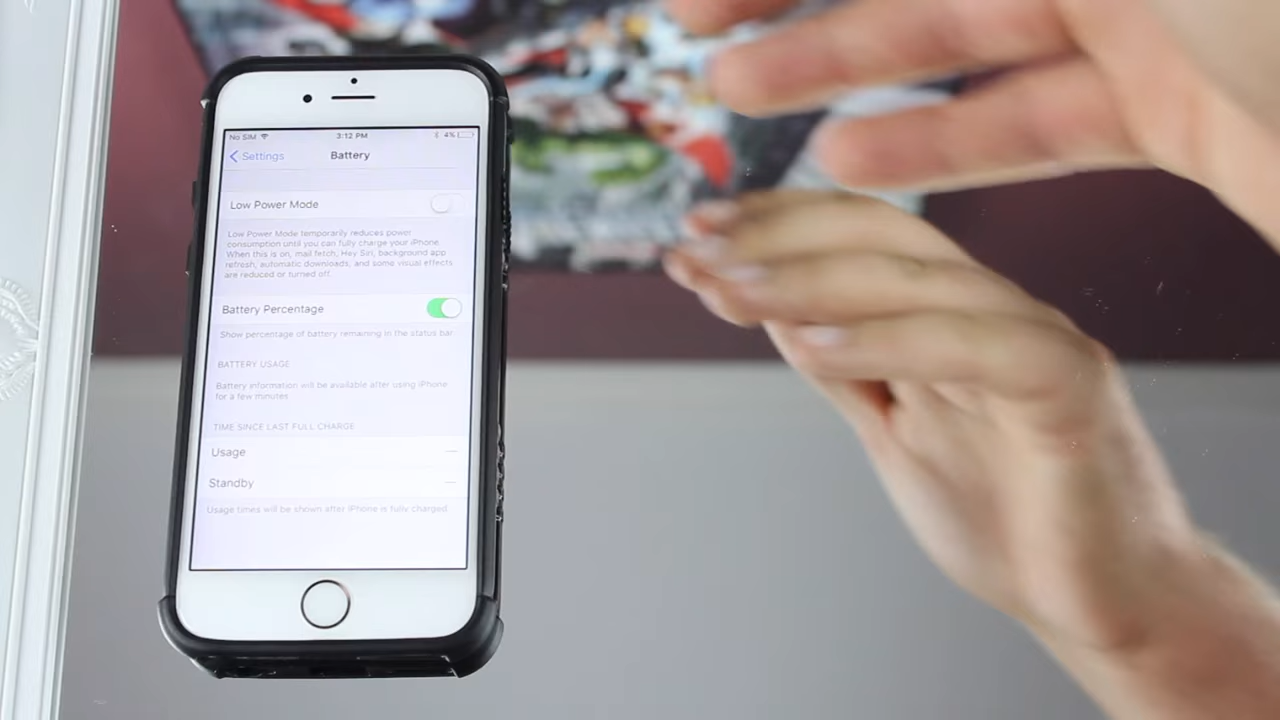 No SIM 3:12 PM 4%
Settings Battery
Low Power Mode
Low Power Mode temporarily reduces power
consumption until you can fully charge your iPhone.
When this is on, mail fetch, Hey Siri, background app
refresh, automatic downloads, and some visual effects
are reduced or turned off.
Battery Percentage
Show percentage of battery remaining in the status bar.
BATTERY USAGE
Battery information will be available after using iPhone
for a few minutes.
TIME SINCE LAST FULL CHARGE
Usage —
Standby —
Usage times will be shown after iPhone is fully charged.